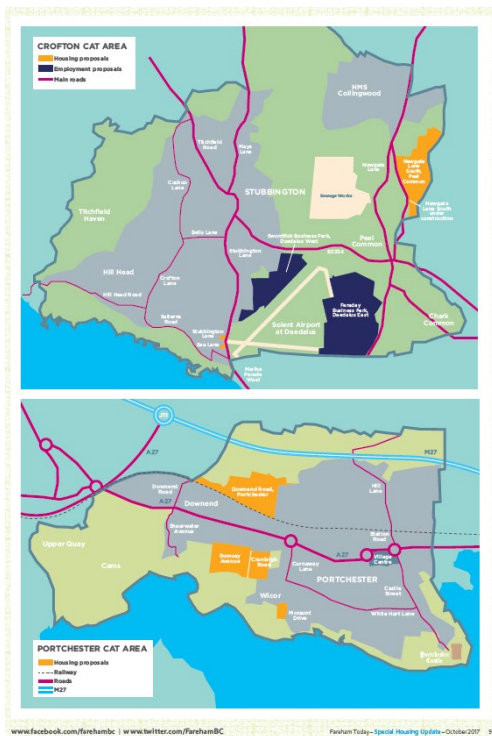 CROFTON CAT AREA
Housing proposals
Employment proposals
Main roads
HMS
Collingwood
Titchfield
Road
Mays
Lane
Newgate
Lane
Newgate
Lane
South,
Peel
Common
Cuckoo
Lane
STUBBINGTON
Sewage Works
Newgate
Lane South
under
construction
Titchfield
Haven
Bells Lane
Swordfish Business Park,
Daedalus West
Peel
Common
Stubbington
Lane
B3334
Hill Head
Crofton
Lane
Hill Head Road
Salterns
Road
Solent Airport
at Daedalus
Faraday
Business Park,
Daedalus East
Chark
Common
Stubbington
Lane
Sea Lane
Marine
Parade
West
J11
A27
M27
Downend
Road
Downend Road,
Portchester
Hill
Lane
A27
Downend
Shearwater
Avenue
Station
Road
Upper Quay
Cams
Romsey
Avenue
Cranleigh
Road
Cornaway
Lane
A27
Village
Centre
PORTCHESTER
Castle
Street
Wicor
Moraunt
Drive
White Hart Lane
Portchester
Castle
PORTCHESTER CAT AREA
Housing proposals
Railway
Roads
M27
www.facebook.com/farehambc | www.twitter.com/FarehamBC
Fareham Today – Special Housing Update – October 2017 9